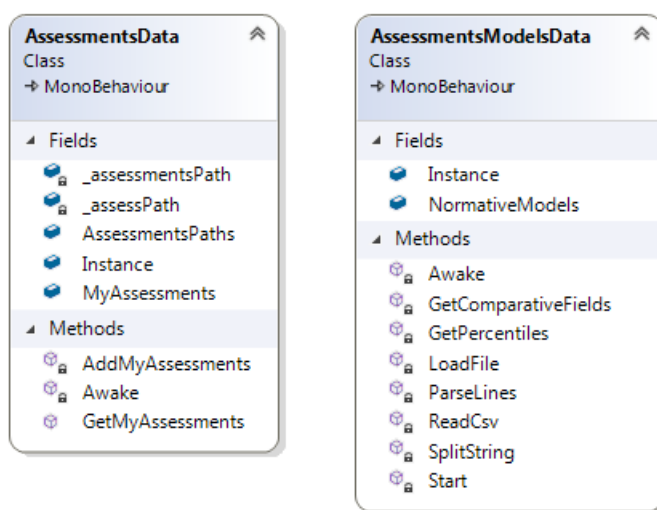 AssessmentsData
Class
MonoBehaviour
Fields
_assessmentsPath
_assessPath
AssessmentsPaths
Instance
MyAssessments
Methods
AddMyAssessments
Awake
GetMyAssessments
AssessmentsModelsData
Class
MonoBehaviour
Fields
Instance
NormativeModels
Methods
Awake
GetComparativeFields
GetPercentiles
LoadFile
ParseLines
ReadCsv
SplitString
Start